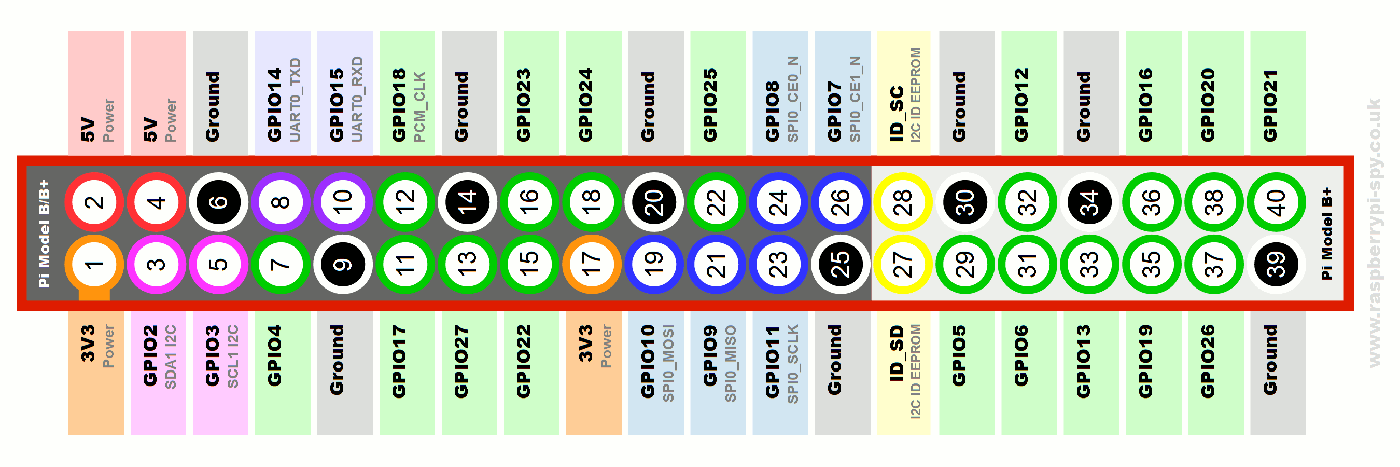 5V
Power
5V
Power
Ground
GPIO14
UART0_TXD
GPIO15
UART0_RXD
GPIO18
PCM_CLK
Ground
GPIO23
GPIO24
Ground
GPIO25
GPIO8
SPI0_CE0_N
GPIO7
SPI0_CE1_N
ID_SC
I2C ID EEPROM
Ground
GPIO12
Ground
GPIO16
GPIO20
GPIO21
Pi Model B/B+
2 4 6 8 10 12 14 16 18 20 22 24 26 28 30 32 34 36 38 40
1 3 5 7 9 11 13 15 17 19 21 23 25 27 29 31 33 35 37 39
Pi Model B+
3V3
Power
GPIO2
SDA1 I2C
GPIO3
SCL1 I2C
GPIO4
Ground
GPIO17
GPIO27
GPIO22
3V3
Power
GPIO10
SPI0_MOSI
GPIO9
SPI0_MISO
GPIO11
SPI0_SCLK
Ground
ID_SD
I2C ID EEPROM
GPIO5
GPIO6
GPIO13
GPIO19
GPIO26
Ground
www.raspberrypi-spy.co.uk